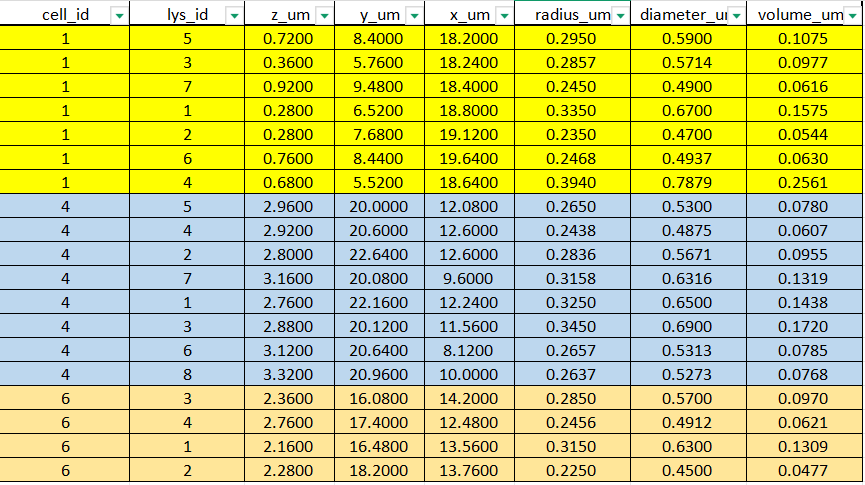 cell_id lys_id z_um y_um x_um radius_um diameter_u volume_um
1 5 0.7200 8.4000 18.2000 0.2950 0.5900 0.1075
1 3 0.3600 5.7600 18.2400 0.2857 0.5714 0.0977
1 7 0.9200 9.4800 18.4000 0.2450 0.4900 0.0616
1 1 0.2800 6.5200 18.8000 0.3350 0.6700 0.1575
1 2 0.2800 7.6800 19.1200 0.2350 0.4700 0.0544
1 6 0.7600 8.4400 19.6400 0.2468 0.4937 0.0630
1 4 0.6800 5.5200 18.6400 0.3940 0.7879 0.2561
4 5 2.9600 20.0000 12.0800 0.2650 0.5300 0.0780
4 4 2.9200 20.6000 12.6000 0.2438 0.4875 0.0607
4 2 2.8000 22.6400 12.6000 0.2836 0.5671 0.0955
4 7 3.1600 20.0800 9.6000 0.3158 0.6316 0.1319
4 1 2.7600 22.1600 12.2400 0.3250 0.6500 0.1438
4 3 2.8800 20.1200 11.5600 0.3450 0.6900 0.1720
4 6 3.1200 20.6400 8.1200 0.2657 0.5313 0.0785
4 8 3.3200 20.9600 10.0000 0.2637 0.5273 0.0768
6 3 2.3600 16.0800 14.2000 0.2850 0.5700 0.0970
6 4 2.7600 17.4000 12.4800 0.2456 0.4912 0.0621
6 1 2.1600 16.4800 13.5600 0.3150 0.6300 0.1309
6 2 2.2800 18.2000 13.7600 0.2250 0.4500 0.0477